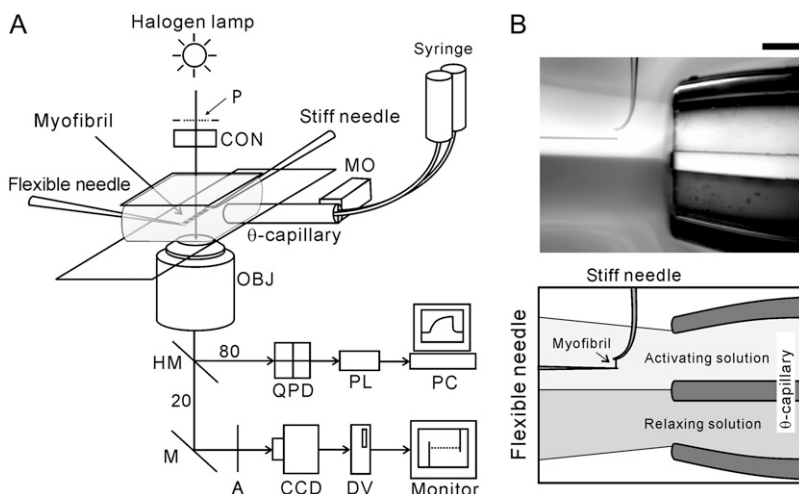 A
Halogen lamp
Syringe
P
Stiff needle
Myofibril
CON
MO
Flexible needle
θ-capillary
OBJ
HM
80
QPD
PL
PC
20
M
A
CCD
DV
Monitor
B
Stiff needle
Flexible needle
Myofibril
Activating solution
Relaxing solution
θ-capillary